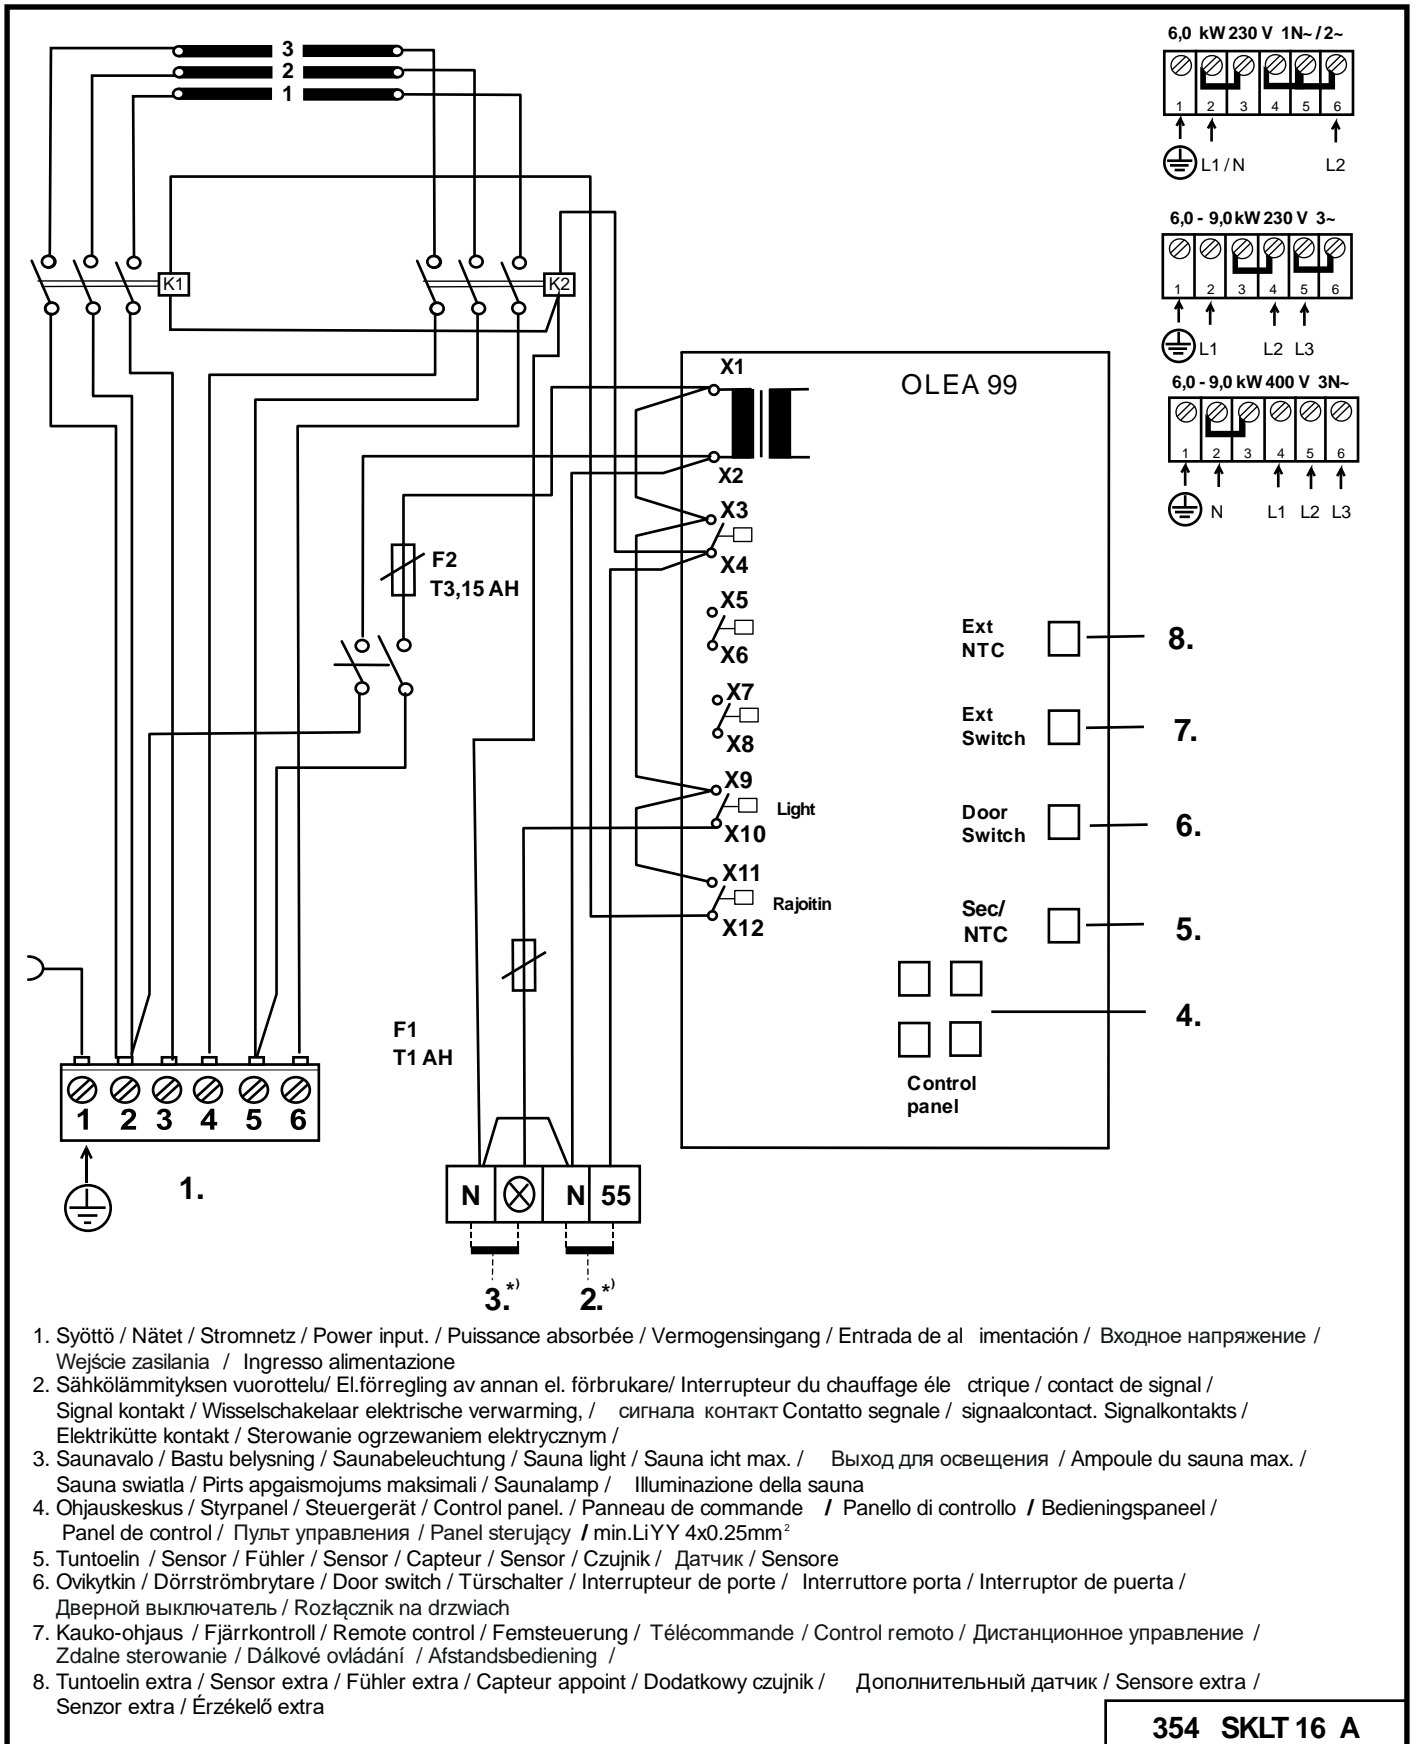 3
2
1
K1
K2
6,0 kW 230 V 1N~ / 2~
1 2 3 4 5 6
L1 / N L2
6,0 - 9,0 kW 230 V 3~
1 2 3 4 5 6
L1 L2 L3
6,0 - 9,0 kW 400 V 3N~
1 2 3 4 5 6
N L1 L2 L3
OLEA 99
X1
X2
X3
X4
X5
X6
X7
X8
X9
Light
X10
X11
Rajoitin
X12
F2
T3,15 AH
Ext
NTC
8.
Ext
Switch
7.
Door
Switch
6.
Sec/
NTC
5.
4.
Control
panel
F1
T1 AH
1 2 3 4 5 6
1.
N N 55
3.*) 2.*)
1. Syöttö / Nätet / Stromnetz / Power input. / Puissance absorbée / Vermogensingang / Entrada de al imentación / Входное напряжение /
Wejście zasilania / Ingresso alimentazione
2. Sähkölämmityksen vuorottelu/ El.förregling av annan el. förbrukare/ Interrupteur du chauffage éle ctrique / contact de signal /
Signal kontakt / Wisselschakelaar elektrische verwarming, / сигнала контакт Contatto segnale / signaalcontact. Signalkontakts /
Elektrikütte kontakt / Sterowanie ogrzewaniem elektrycznym /
3. Saunavalo / Bastu belysning / Saunabeleuchtung / Sauna light / Sauna icht max. / Выход для освещения / Ampoule du sauna max. /
Sauna swiatla / Pirts apgaismojums maksimali / Saunalamp / Illuminazione della sauna
4. Ohjauskeskus / Styrpanel / Steuergerät / Control panel. / Panneau de commande / Panello di controllo / Bedieningspaneel /
Panel de control / Пульт управления / Panel sterujący / min.LiYY 4x0.25mm²
5. Tuntoelin / Sensor / Fühler / Sensor / Capteur / Sensor / Czujnik / Датчик / Sensore
6. Ovikytkin / Dörrströmbrytare / Door switch / Türschalter / Interrupteur de porte / Interruttore porta / Interruptor de puerta /
Дверной выключатель / Rozłącznik na drzwiach
7. Kauko-ohjaus / Fjärrkontroll / Remote control / Femsteuerung / Télécommande / Control remoto / Дистанционное управление /
Zdalne sterowanie / Dálkové ovládání / Afstandsbediening /
8. Tuntoelin extra / Sensor extra / Fühler extra / Capteur appoint / Dodatkowy czujnik / Дополнительный датчик / Sensore extra /
Senzor extra / Érzékelő extra
354 SKLT 16 A